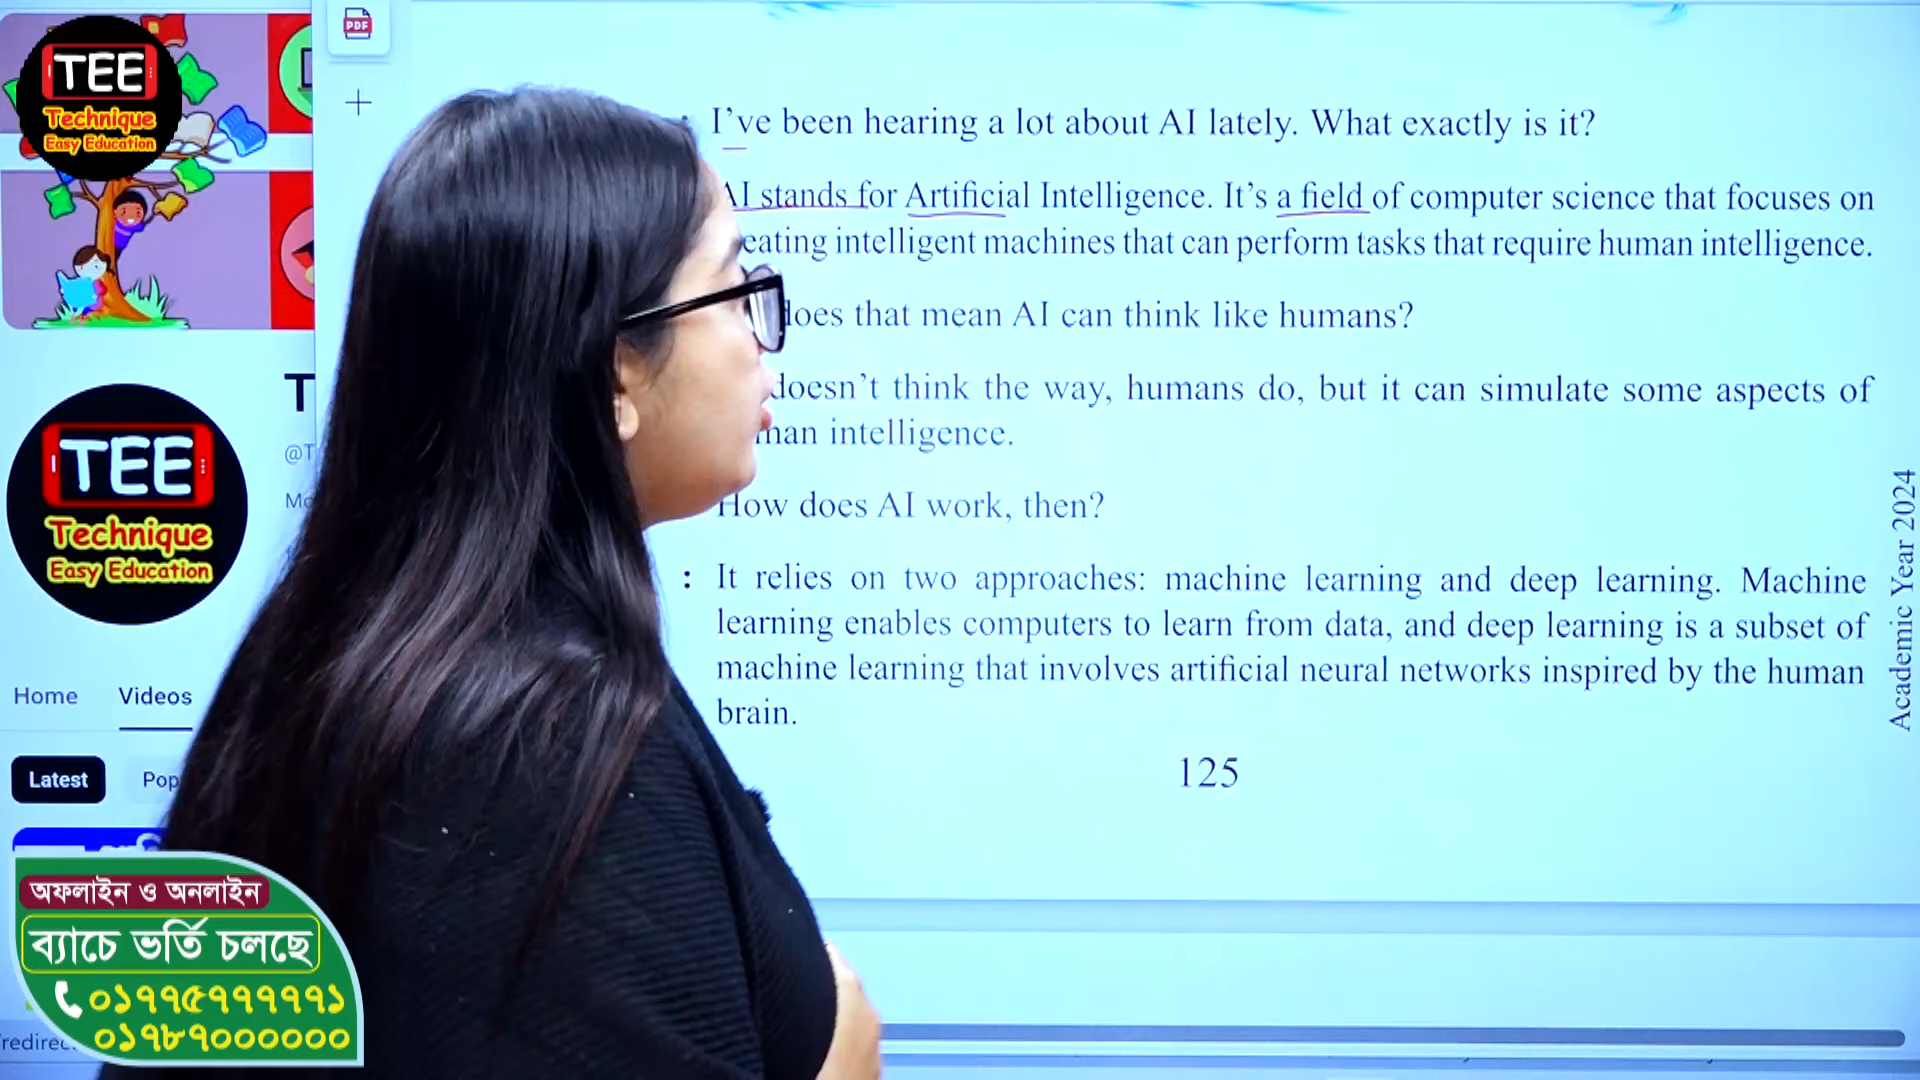 TEE
Technique
Easy Education
PDF
I've been hearing a lot about AI lately. What exactly is it?
AI stands for Artificial Intelligence. It's a field of computer science that focuses on
eating intelligent machines that can perform tasks that require human intelligence.
does that mean AI can think like humans?
doesn't think the way, humans do, but it can simulate some aspects of
man intelligence.
How does AI work, then?
: It relies on two approaches: machine learning and deep learning. Machine
learning enables computers to learn from data, and deep learning is a subset of
machine learning that involves artificial neural networks inspired by the human
brain.
125
Academic Year 2024
T
@T
Mo
TEE
Technique
Easy Education
Home Videos
Latest Pop
অফলাইন ও অনলাইন
ব্যাচে ভর্তি চলছে
০১৭৭৫৭৭৭৭৭১
০১৭৮৭০০০০০০